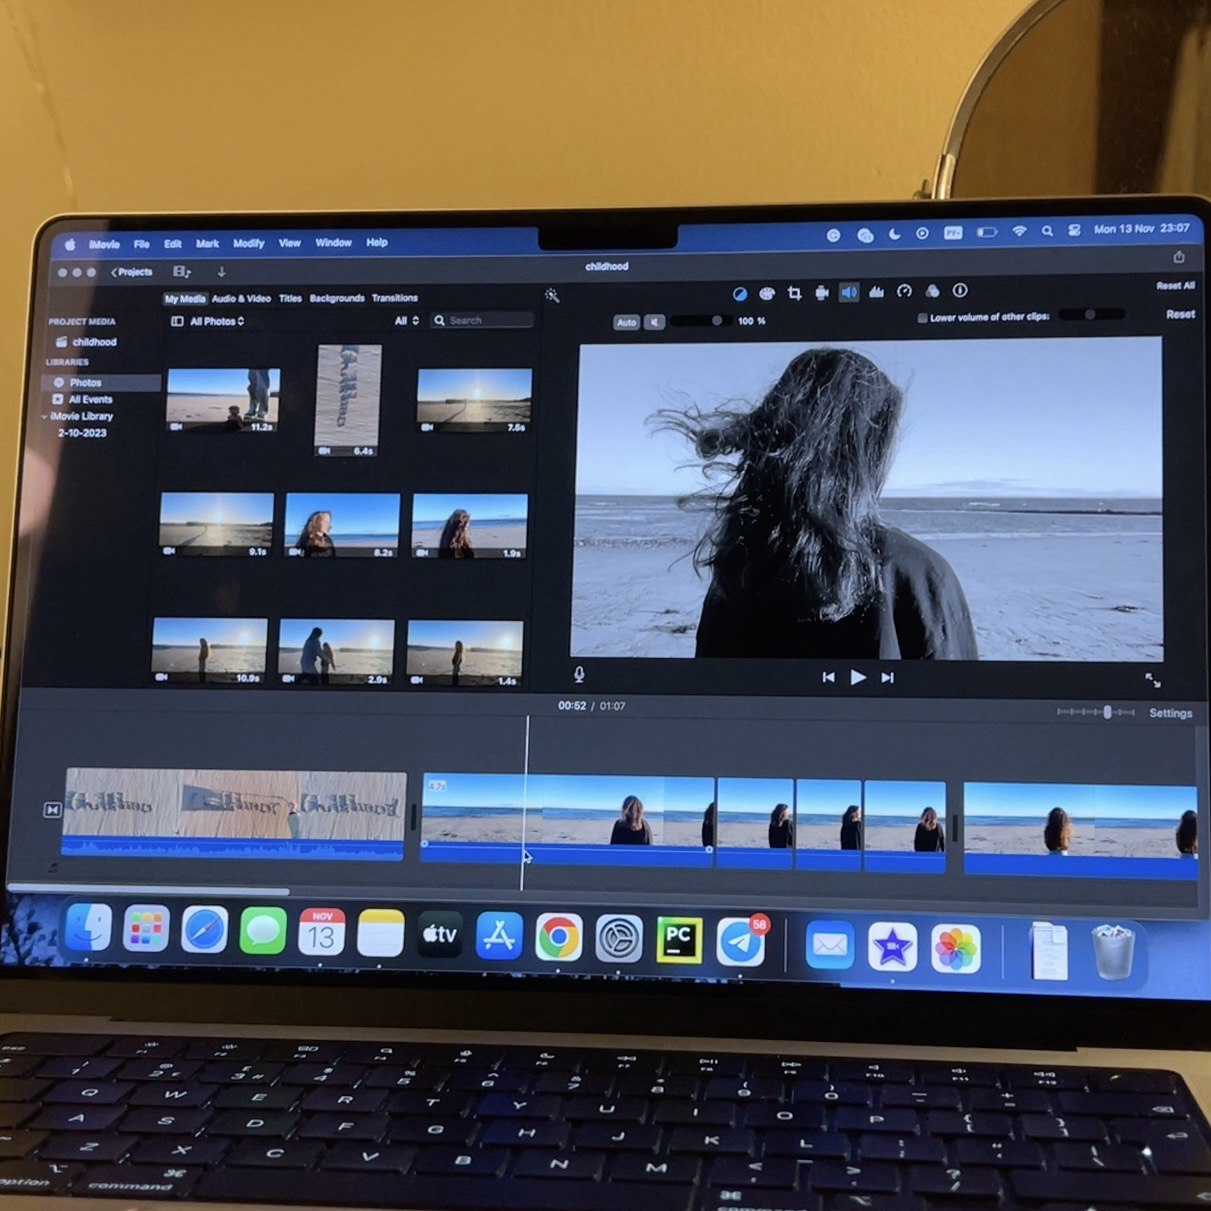 iMovie File Edit Mark Modify View Window Help
Mon 13 Nov 23:07
Projects
childhood
Reset All
My Media Audio & Video Titles Backgrounds Transitions
PROJECT MEDIA
childhood
LIBRARIES
Photos
All Events
iMovie Library
2-10-2023
All Photos
All
Search
Auto
100 %
Lower volume of other clips:
Reset
11.2s
6.4s
7.5s
9.1s
8.2s
1.9s
10.9s
2.9s
1.4s
00:52 / 01:07
Settings
4.7s
NOV
13
tv
PC
58
Q W E R T Y U I O P
A S D F G H J K L
Z X C V B N M
option
command